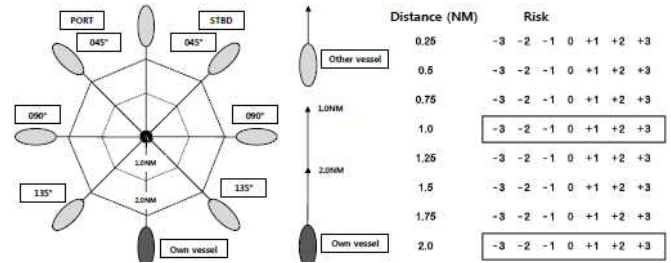 PORT
STBD
045°
045°
090°
090°
1.0NM
135°
135°
2.0NM
Own vessel
Other vessel
1.0NM
2.0NM
Own vessel
Distance (NM) Risk
0.25 -3 -2 -1 0 +1 +2 +3
0.5 -3 -2 -1 0 +1 +2 +3
0.75 -3 -2 -1 0 +1 +2 +3
1.0 -3 -2 -1 0 +1 +2 +3
1.25 -3 -2 -1 0 +1 +2 +3
1.5 -3 -2 -1 0 +1 +2 +3
1.75 -3 -2 -1 0 +1 +2 +3
2.0 -3 -2 -1 0 +1 +2 +3